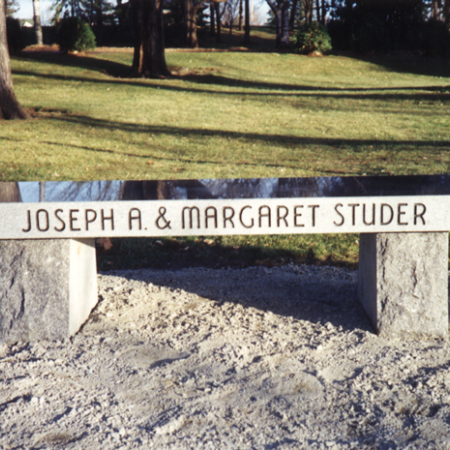 JOSEPH A. & MARGARET STUDER